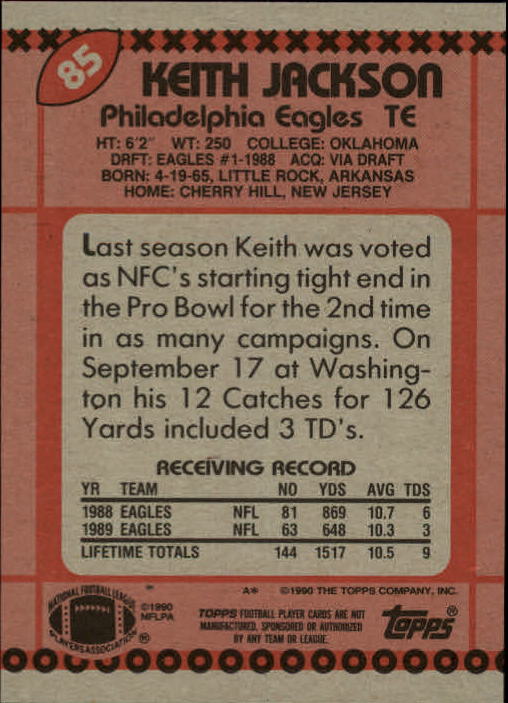 85
KEITH JACKSON
Philadelphia Eagles TE
HT: 6'2" WT: 250 COLLEGE: OKLAHOMA
DRFT: EAGLES #1-1988 ACQ: VIA DRAFT
BORN: 4-19-65, LITTLE ROCK, ARKANSAS
HOME: CHERRY HILL, NEW JERSEY
Last season Keith was voted
as NFC's starting tight end in
the Pro Bowl for the 2nd time
in as many campaigns. On
September 17 at Washing-
ton his 12 Catches for 126
Yards included 3 TD's.
RECEIVING RECORD
YR TEAM NO YDS AVG TDS
1988 EAGLES NFL 81 869 10.7 6
1989 EAGLES NFL 63 648 10.3 3
LIFETIME TOTALS 144 1517 10.5 9
A* ©1990 THE TOPPS COMPANY, INC.
NATIONAL FOOTBALL LEAGUE
PLAYERS ASSOCIATION ®
©1990
NFLPA
TOPPS FOOTBALL PLAYER CARDS ARE NOT
MANUFACTURED, SPONSORED OR AUTHORIZED
BY ANY TEAM OR LEAGUE.
topps®